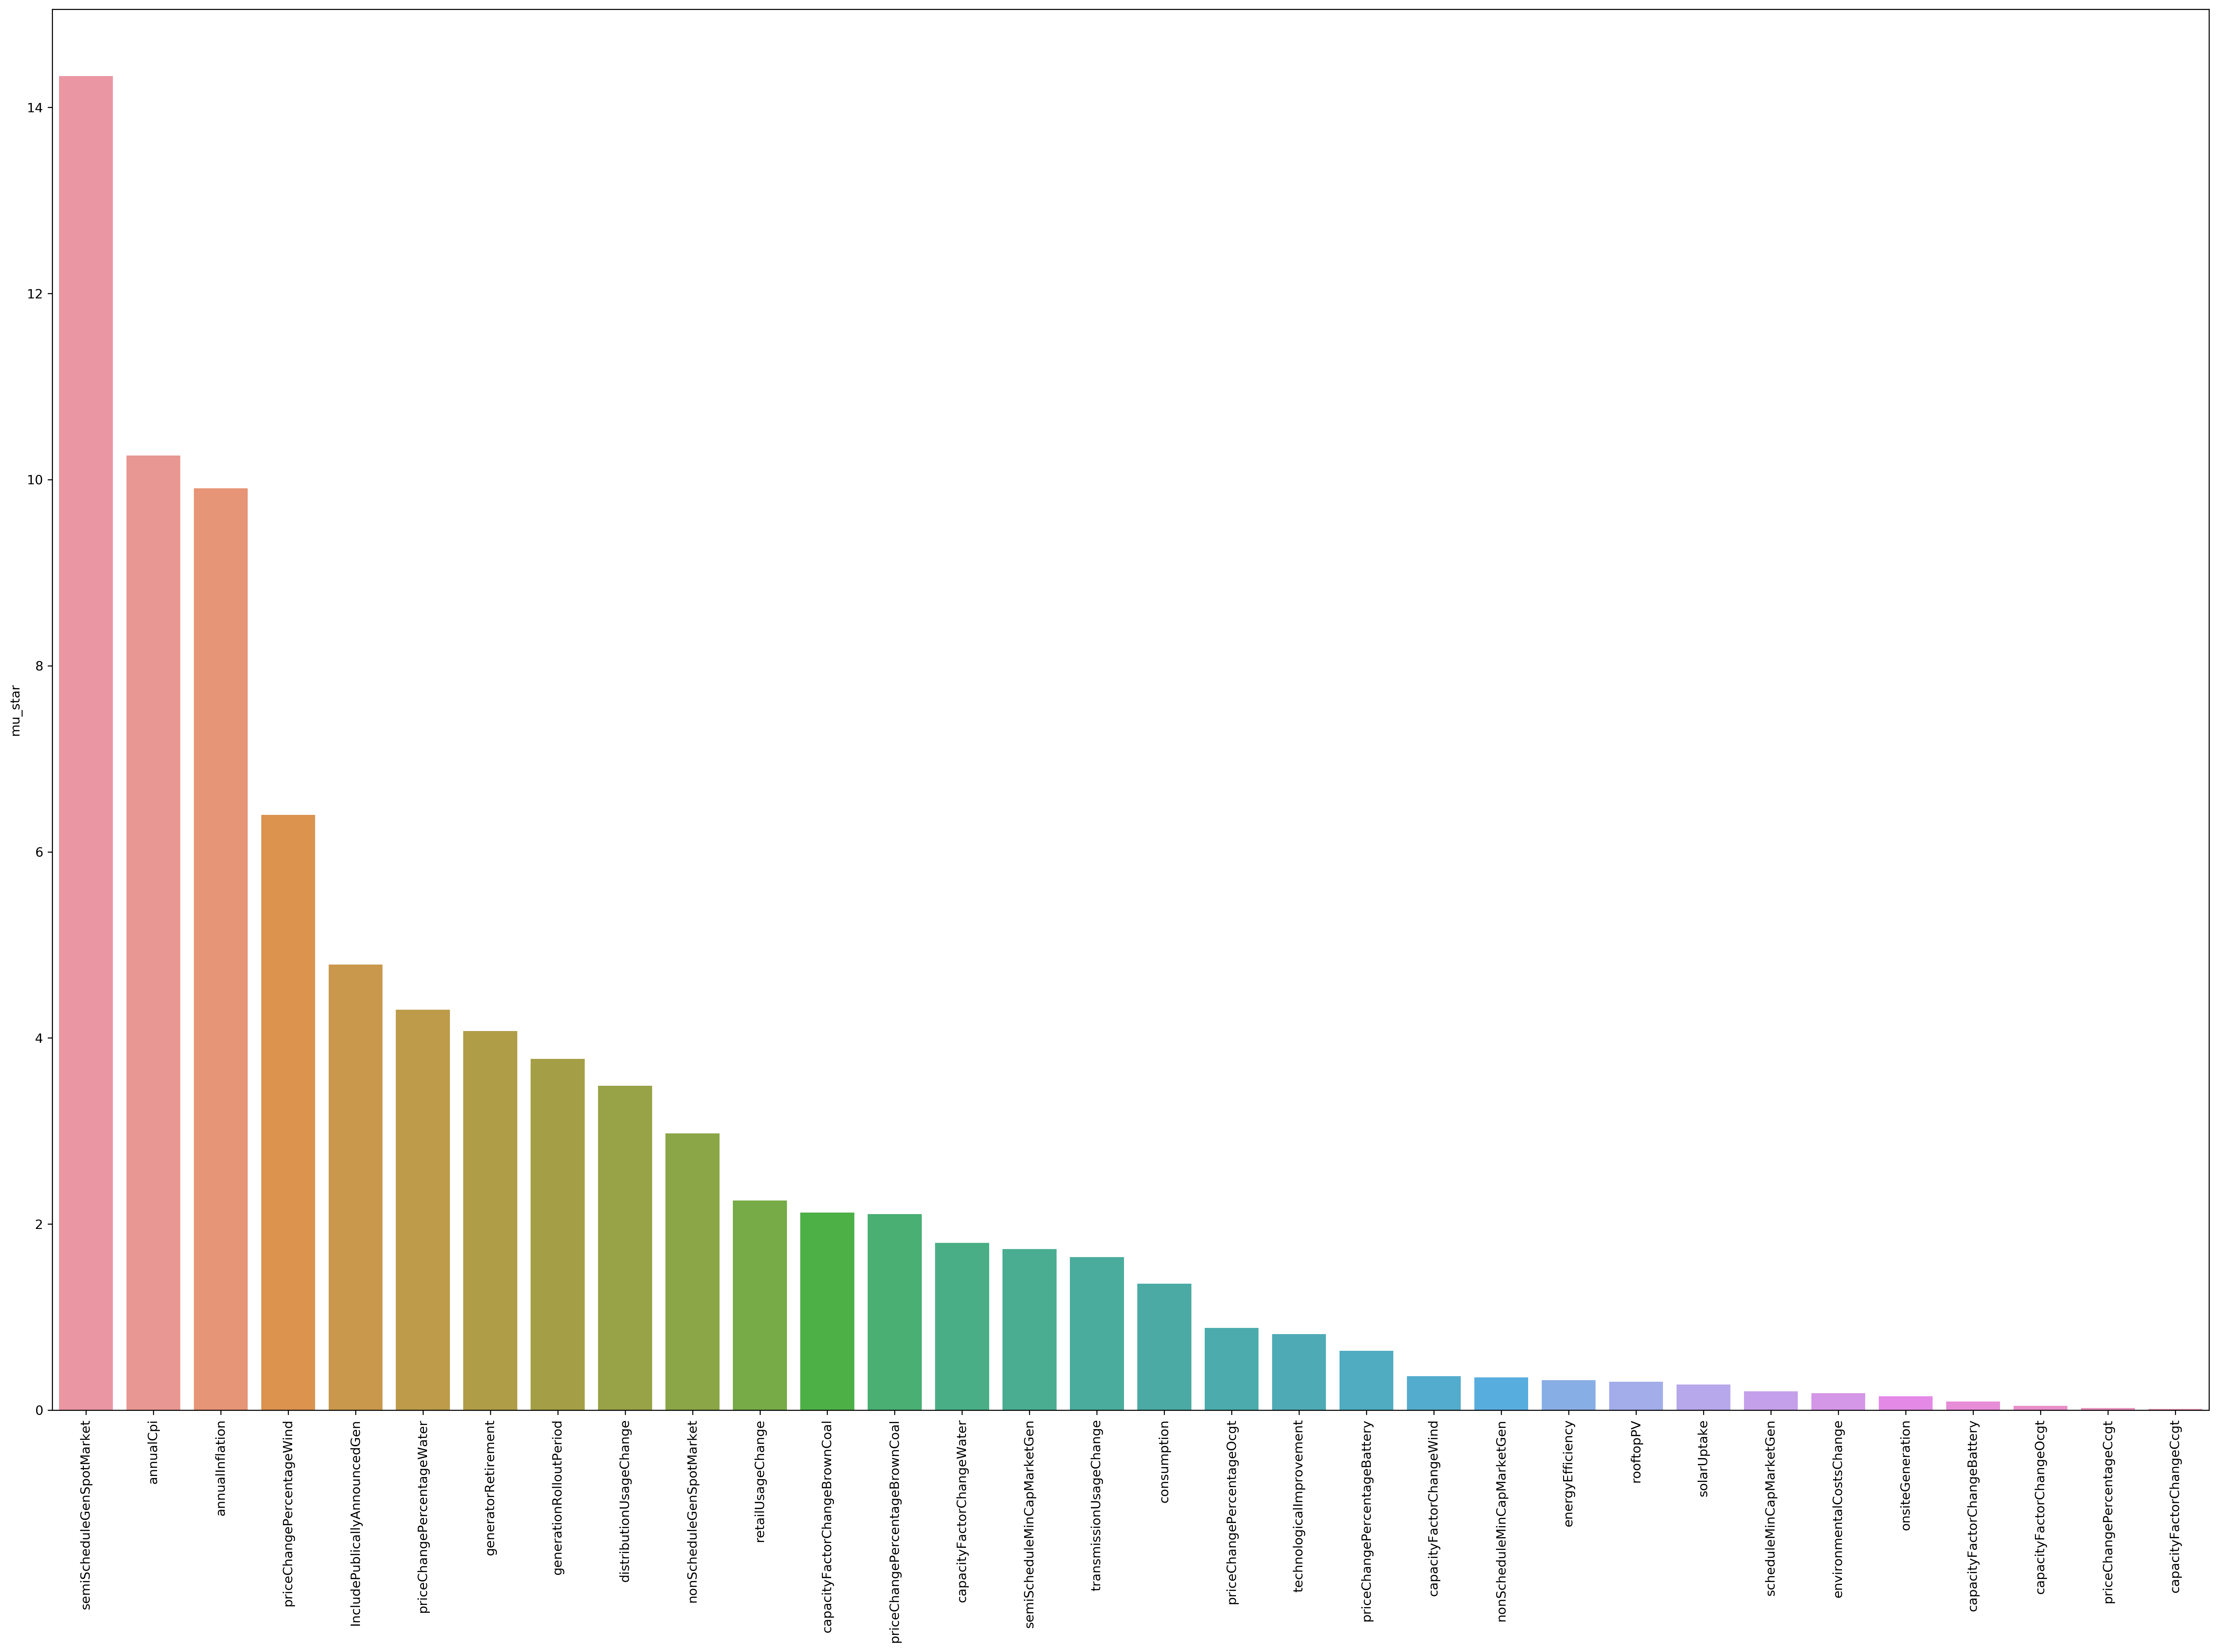 mu_star
14
12
10
8
6
4
2
0
semiScheduleGenSpotMarket
annualCpi
annualInflation
priceChangePercentageWind
IncludePublicallyAnnouncedGen
priceChangePercentageWater
generatorRetirement
generationRolloutPeriod
distributionUsageChange
nonScheduleGenSpotMarket
retailUsageChange
capacityFactorChangeBrownCoal
priceChangePercentageBrownCoal
capacityFactorChangeWater
semiScheduleMinCapMarketGen
transmissionUsageChange
consumption
priceChangePercentageOcgt
technologicalImprovement
priceChangePercentageBattery
capacityFactorChangeWind
nonScheduleMinCapMarketGen
energyEfficiency
rooftopPV
solarUptake
scheduleMinCapMarketGen
environmentalCostsChange
onsiteGeneration
capacityFactorChangeBattery
capacityFactorChangeOcgt
priceChangePercentageCcgt
capacityFactorChangeCcgt